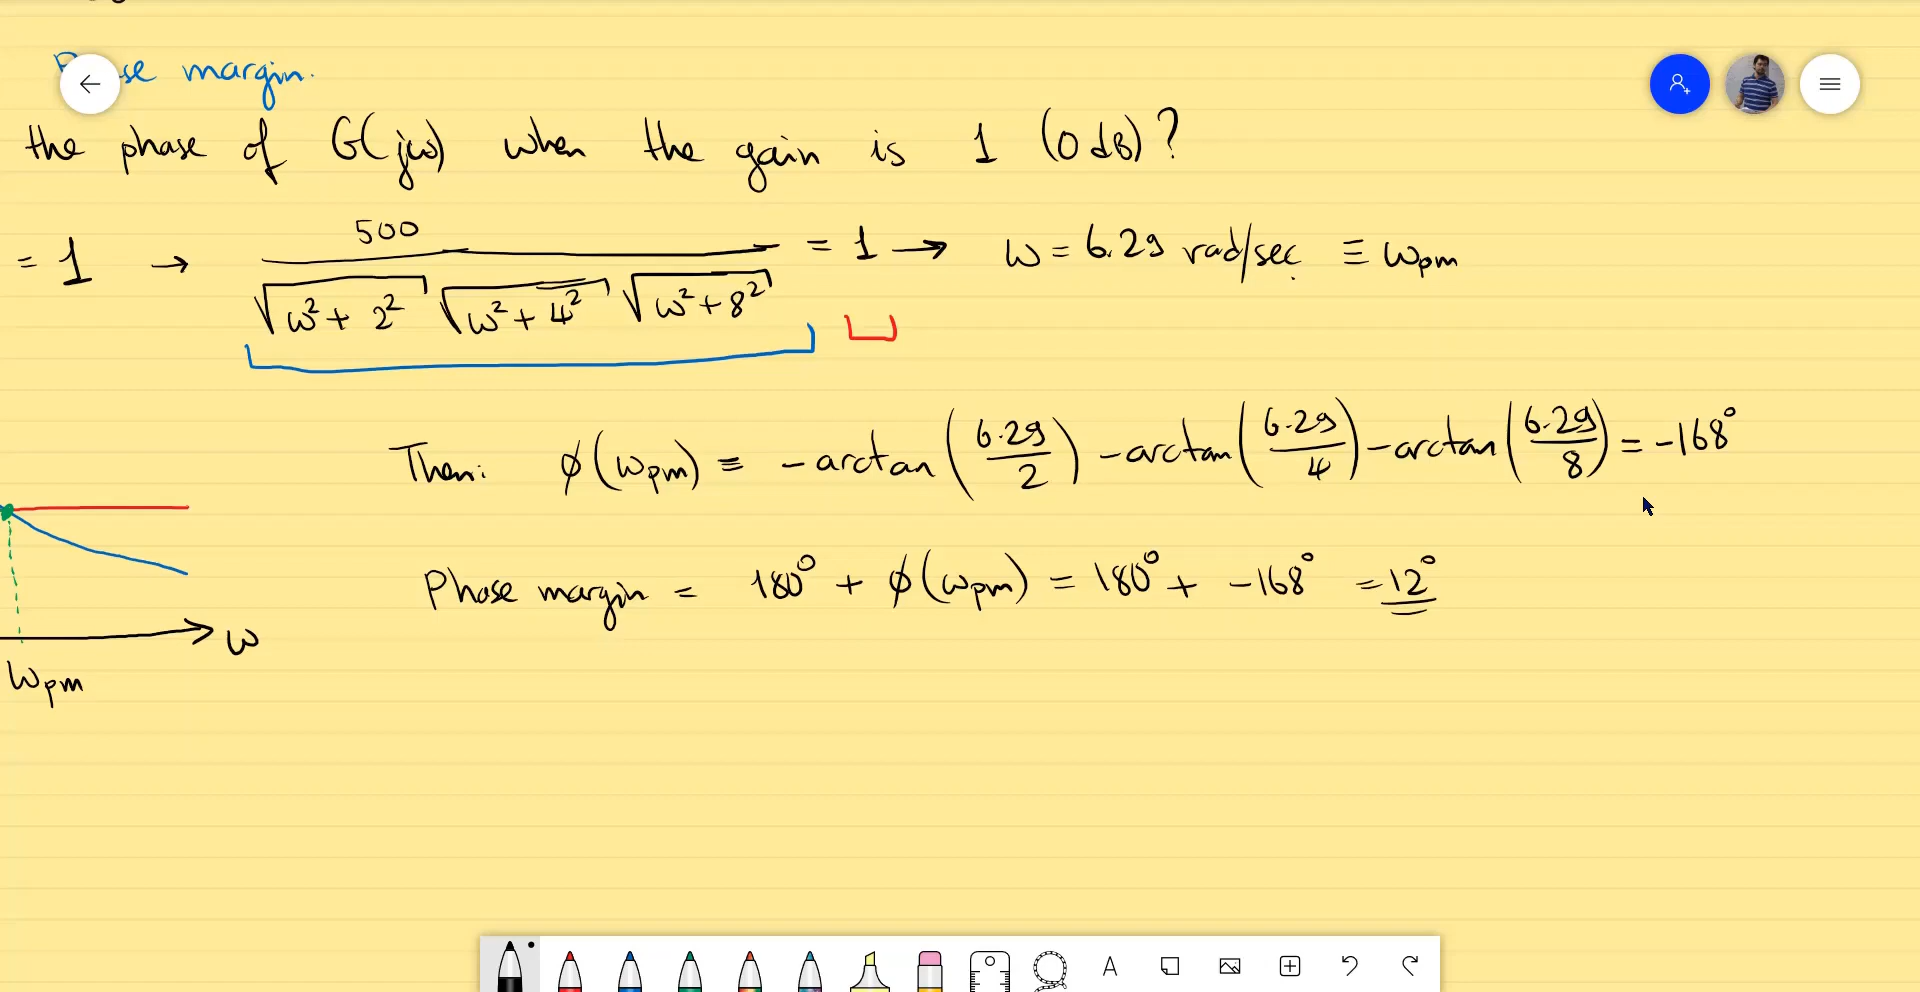 se margin.
the phase of G(jω) when the gain is 1 (0 dB)?
= 1 → 500 / (√(ω² + 2²) √(ω² + 4²) √(ω² + 8²)) = 1 → ω = 6.29 rad/sec ≡ ωpm
Then: φ(ωpm) = -arctan(6.29/2) -arctan(6.29/4) -arctan(6.29/8) = -168°
Phase margin = 180° + φ(ωpm) = 180° + -168° = 12°
ω
ωpm
A